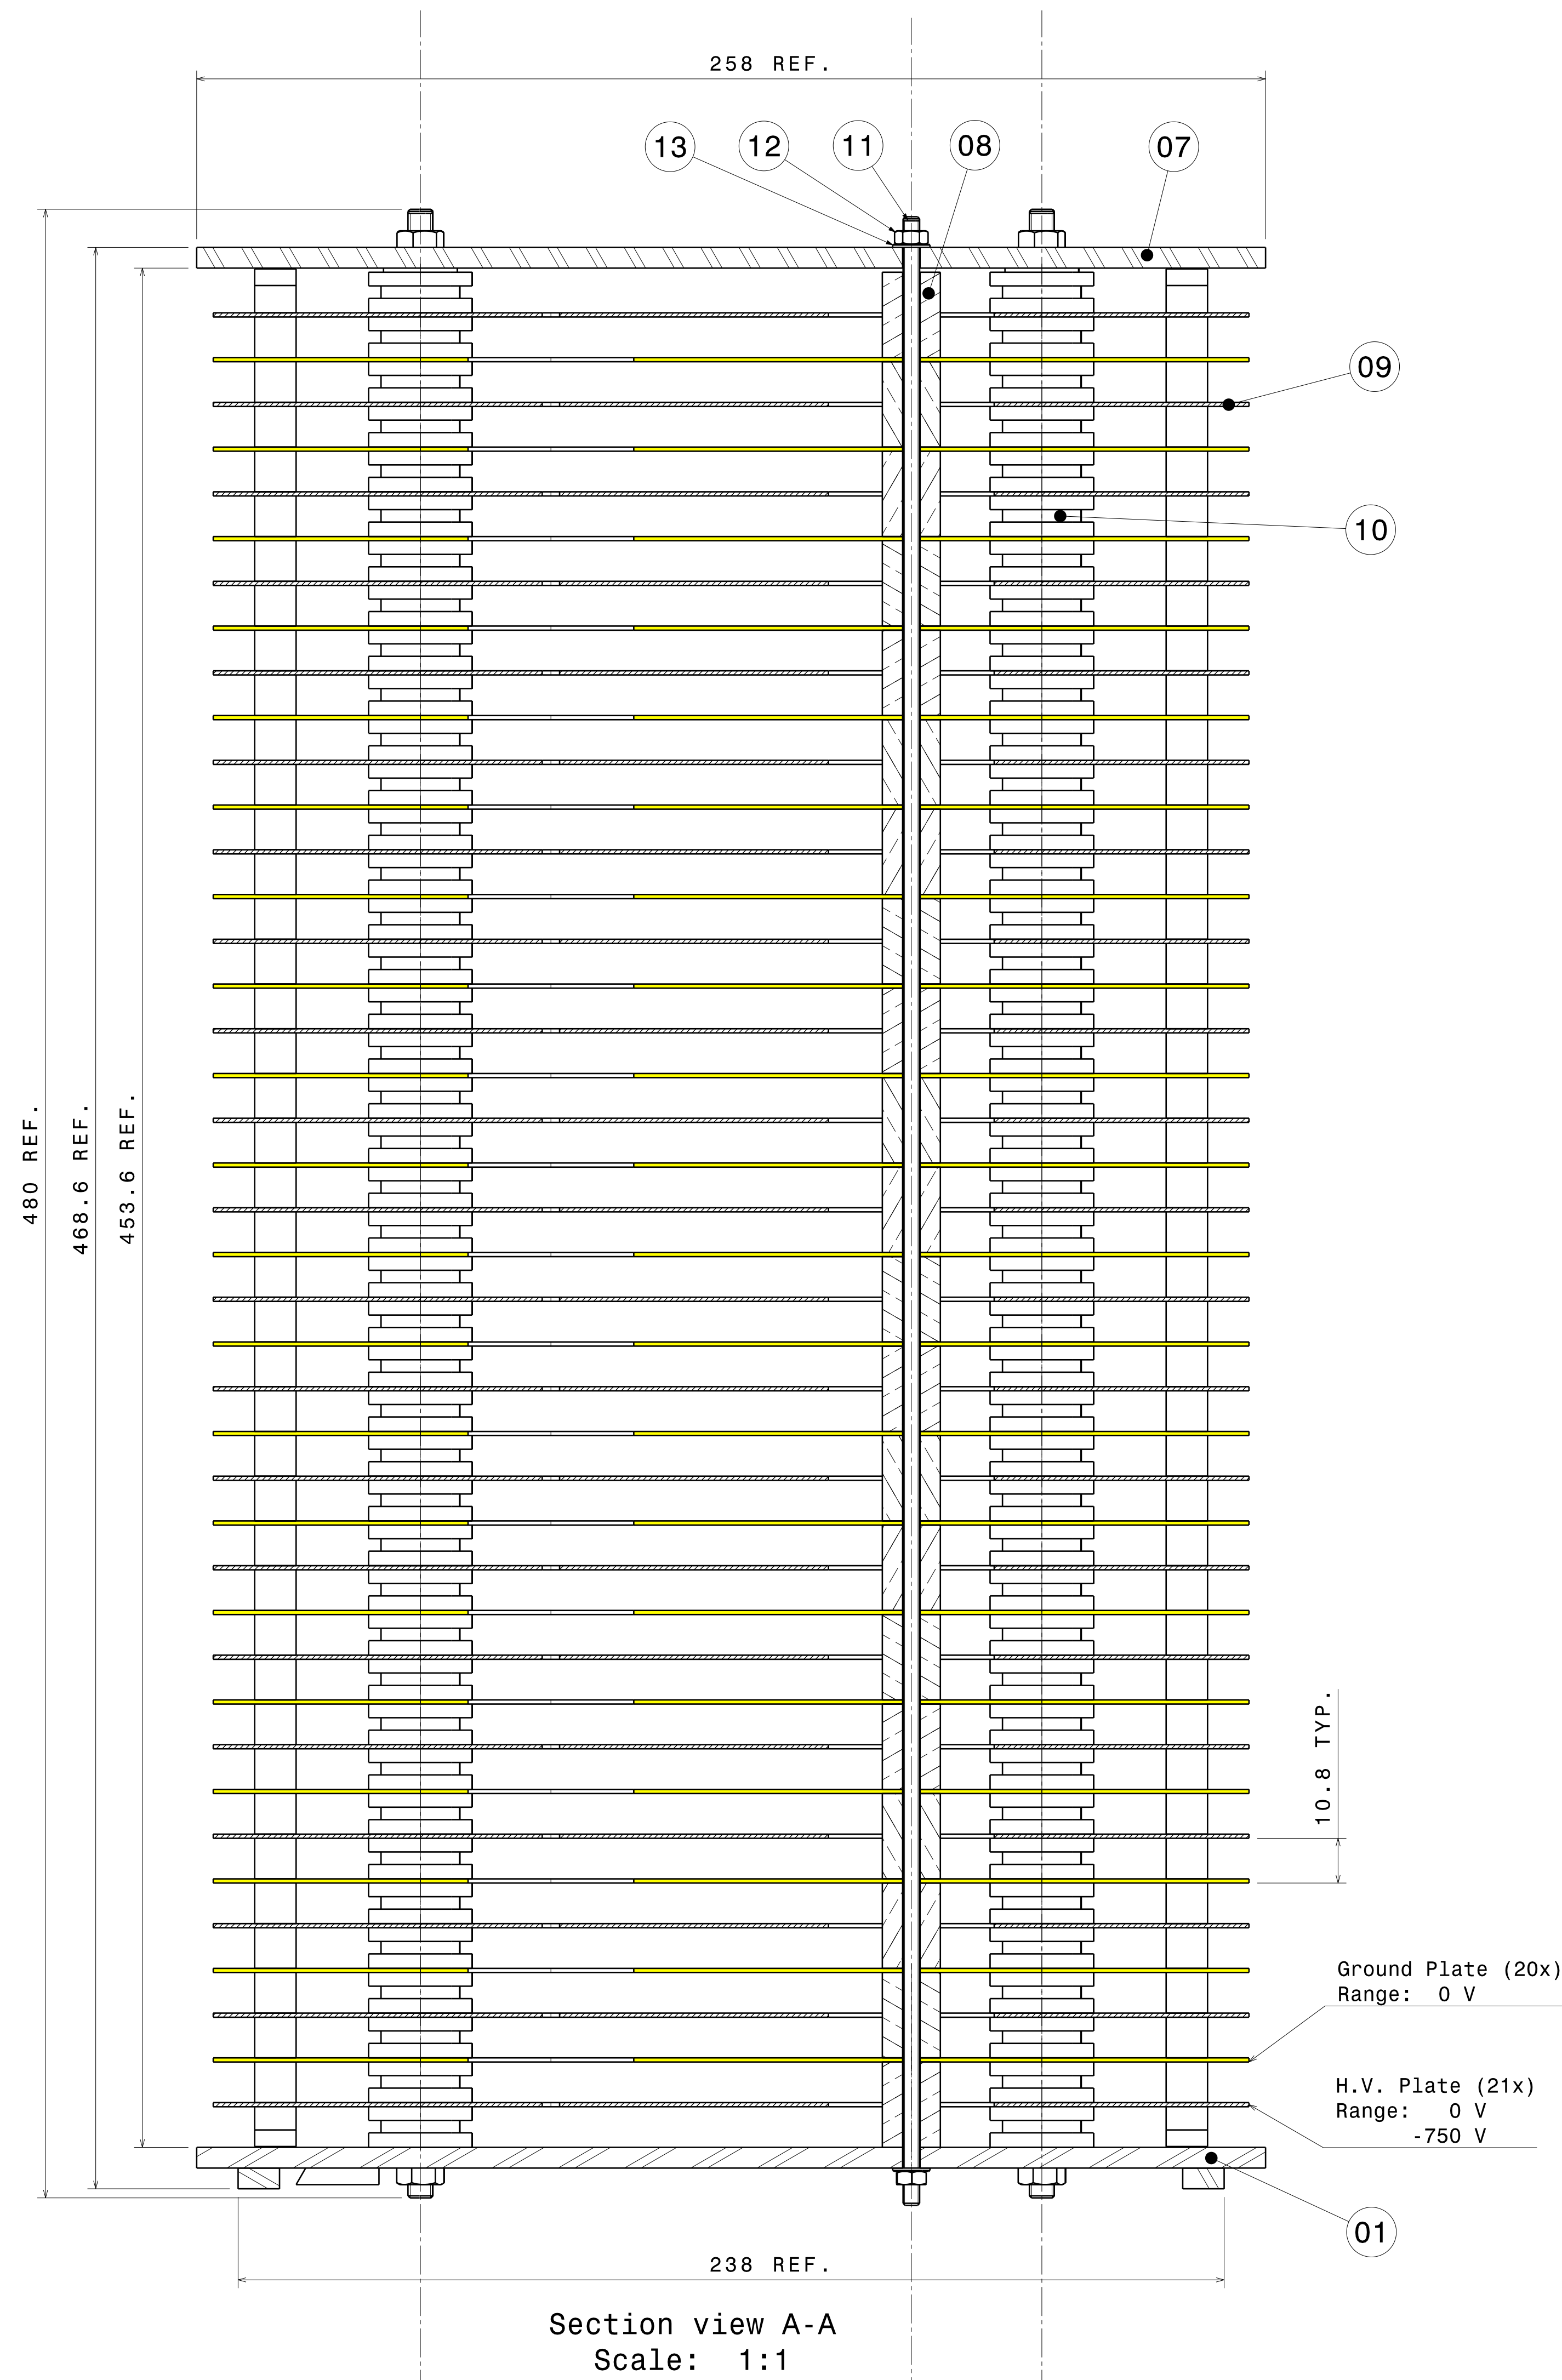 258 REF.
13
12
11
08
07
09
10
480 REF.
468.6 REF.
453.6 REF.
10.8 TYP.
Ground Plate (20x)
Range: 0 V
H.V. Plate (21x)
Range: 0 V
-750 V
01
238 REF.
Section view A-A
Scale: 1:1